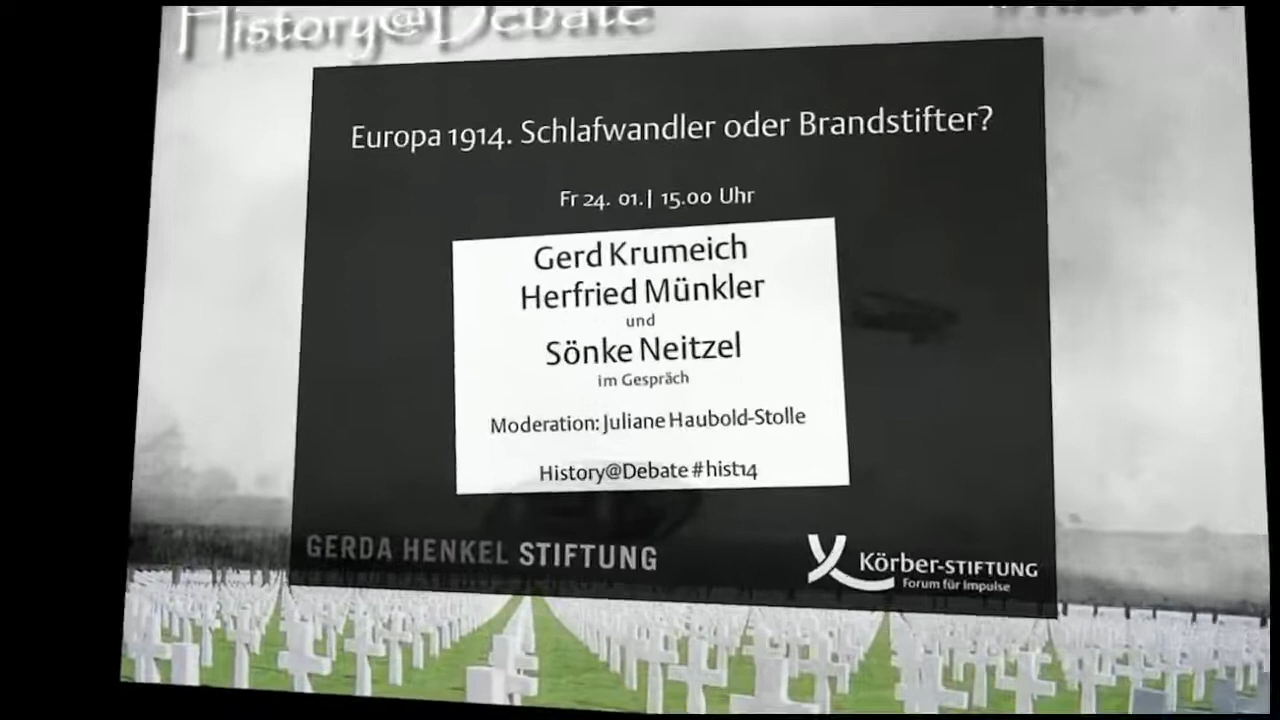 History@Debate
Europa 1914. Schlafwandler oder Brandstifter?
Fr 24. 01. | 15.00 Uhr
Gerd Krumeich
Herfried Münkler
und
Sönke Neitzel
im Gespräch
Moderation: Juliane Haubold-Stolle
History@Debate #hist14
GERDA HENKEL STIFTUNG
Körber-STIFTUNG
Forum für Impulse